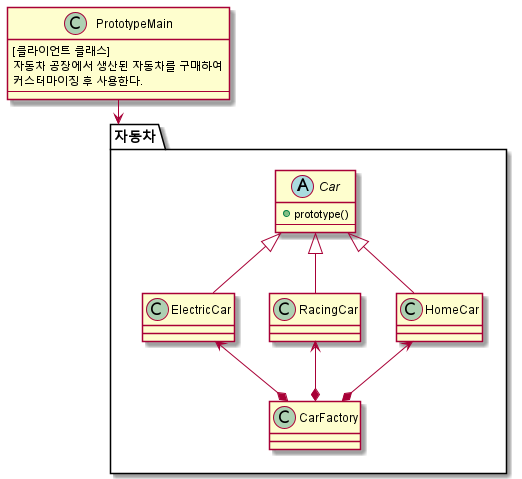 C PrototypeMain
[클라이언트 클래스]
자동차 공장에서 생산된 자동차를 구매하여
커스터마이징 후 사용한다.
자동차
A Car
prototype()
C ElectricCar
C RacingCar
C HomeCar
C CarFactory